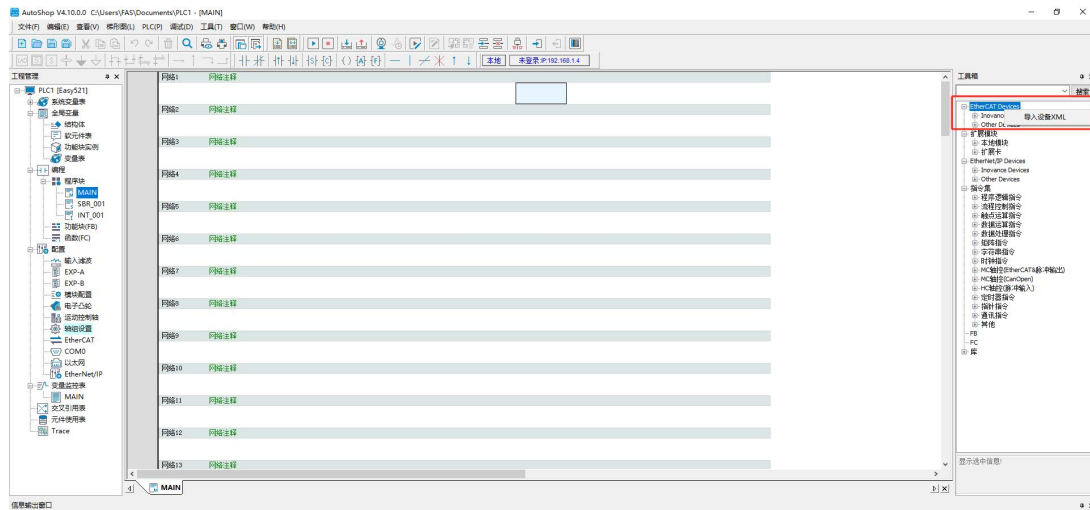 AutoShop V4.10.0.0 C:\Users\FAS\Documents\PLC1 - [MAIN]
文件(F) 编辑(E) 查看(V) 梯形图(L) PLC(P) 调试(D) 工具(T) 窗口(W) 帮助(H)
本地 未登录:IP:192.168.1.4
工程管理
PLC1 [Easy521]
系统变量表
全局变量
结构体
软元件表
功能块实例
变量表
编程
程序块
MAIN
SBR_001
INT_001
功能块(FB)
函数(FC)
配置
输入滤波
EXP-A
EXP-B
模块配置
电子凸轮
运动控制轴
轴组设置
EtherCAT
COM0
以太网
EtherNet/IP
变量监控表
MAIN
交叉引用表
元件使用表
Trace
网络1 网络注释
网络2 网络注释
网络3 网络注释
网络4 网络注释
网络5 网络注释
网络6 网络注释
网络7 网络注释
网络8 网络注释
网络9 网络注释
网络10 网络注释
网络11 网络注释
网络12 网络注释
网络13 网络注释
MAIN
工具箱
搜索
EtherCAT Devices
Inovanc
导入设备XML
Other De
扩展模块
本地模块
扩展卡
EtherNet/IP Devices
Inovance Devices
Other Devices
指令集
程序逻辑指令
流程控制指令
触点运算指令
数据运算指令
数据处理指令
矩阵指令
字符串指令
时钟指令
MC轴控(EtherCAT&脉冲输出)
MC轴控(CanOpen)
HC轴控(脉冲输入)
定时器指令
指针指令
通讯指令
其他
FB
FC
库
显示选中信息!
信息输出窗口